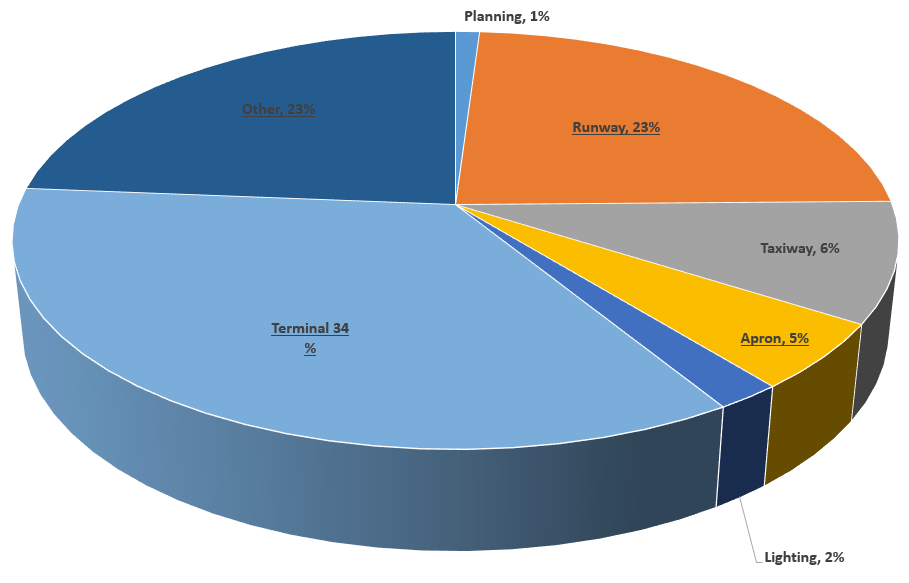 Planning, 1%
Other, 23%
Runway, 23%
Taxiway, 6%
Terminal 34
%
Apron, 5%
Lighting, 2%